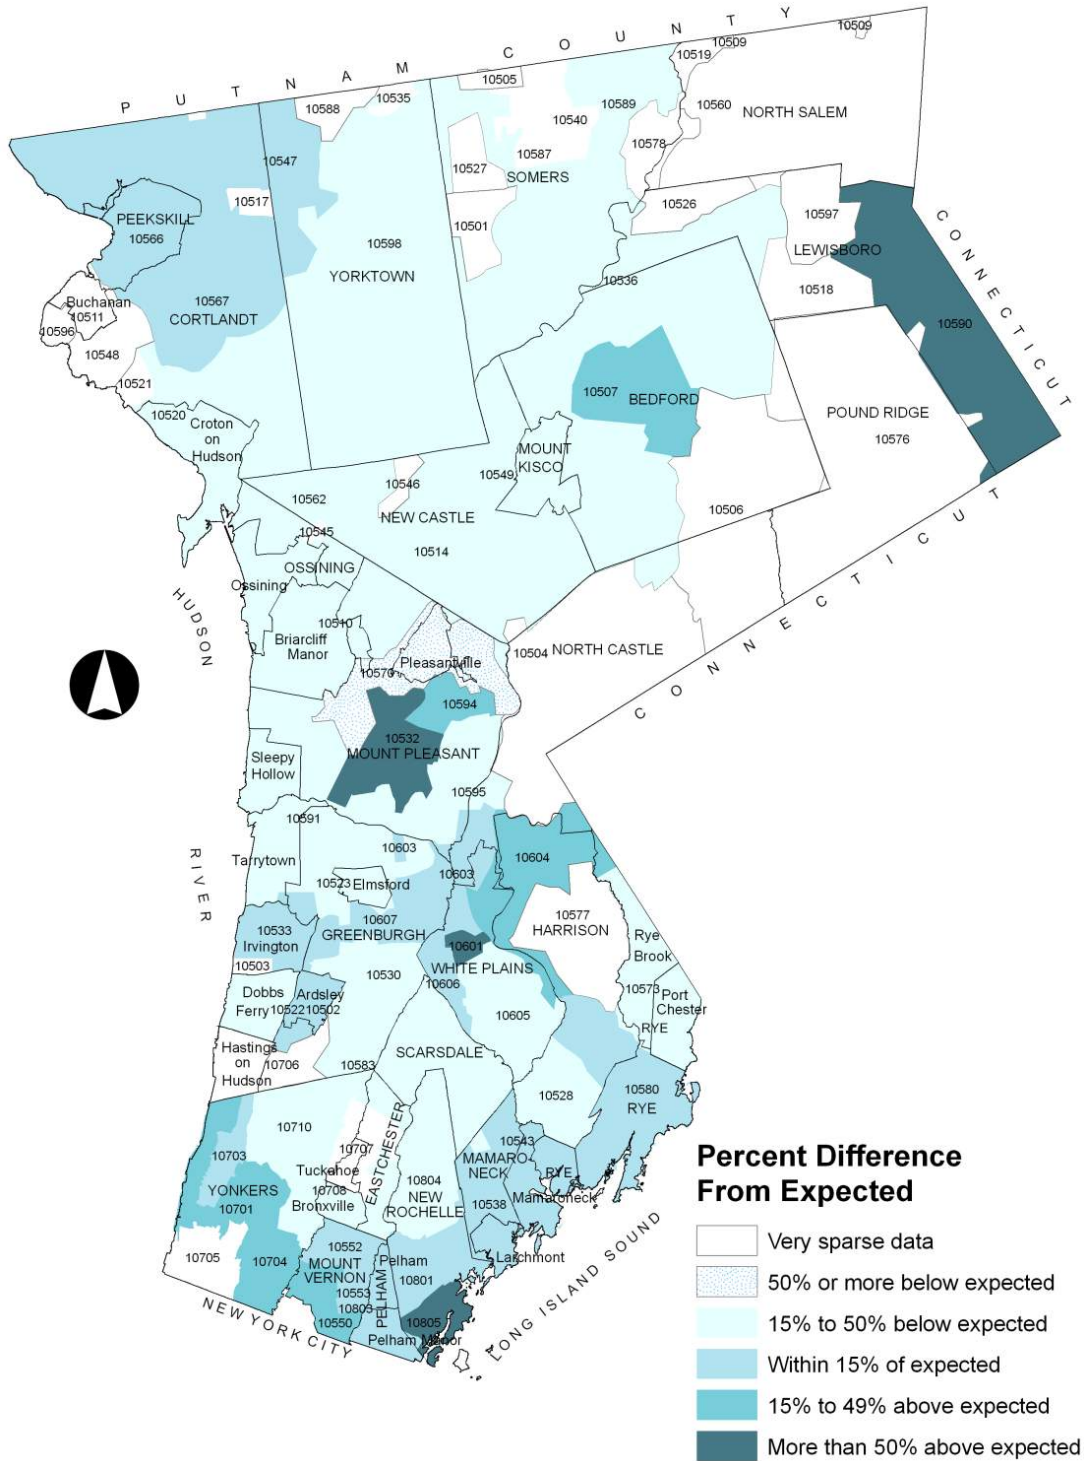 PUTNAM COUNTY
10509
10509
10519
10505
10535
10588
10589
10560
NORTH SALEM
10540
10547
10578
10587
10527
SOMERS
10517
10526
10597
PEEKSKILL
10566
10501
10598
LEWISBORO
CONNECTICUT
YORKTOWN
10536
10518
Buchanan
10511
10567
CORTLANDT
10596
10590
10548
10521
10507
BEDFORD
POUND RIDGE
10576
10520
Croton
on
Hudson
MOUNT
KISCO
10549
10546
10562
NEW CASTLE
10506
10545
10514
OSSINING
Ossining
HUDSON
10510
Briarcliff
Manor
10504
NORTH CASTLE
CONNECTICUT
Pleasantville
10570
10594
10532
MOUNT PLEASANT
Sleepy
Hollow
10595
10591
RIVER
Tarrytown
10603
10604
10603
10523
Elmsford
10607
GREENBURGH
10577
HARRISON
10533
Irvington
Rye
Brook
10601
WHITE PLAINS
10503
10530
10606
Dobbs
Ferry
Ardsley
10522
10502
10573
Port
Chester
10605
RYE
Hastings
on
Hudson
10706
10583
SCARSDALE
10528
10580
RYE
10710
EASTCHESTER
10543
10703
10707
MAMARO-
NECK
RYE
Tuckahoe
10804
NEW
ROCHELLE
YONKERS
10701
10708
Bronxville
10538
Mamaroneck
10705
10704
10552
MOUNT
VERNON
Pelham
10801
Larchmont
10553
10803
PELHAM
10550
10805
Pelham Manor
NEW YORK CITY
LONG ISLAND SOUND
Percent Difference
From Expected
Very sparse data
50% or more below expected
15% to 50% below expected
Within 15% of expected
15% to 49% above expected
More than 50% above expected